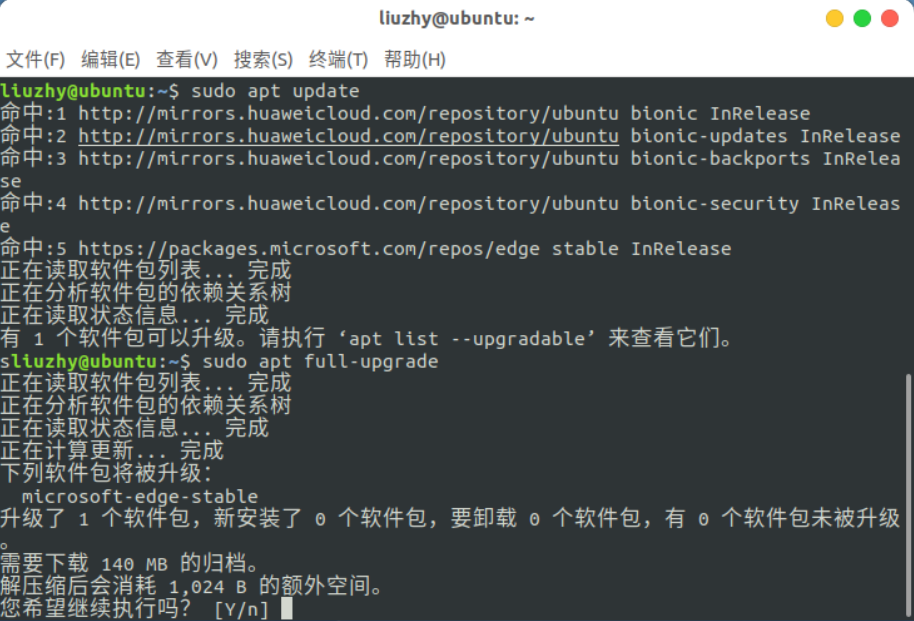 liuzhy@ubuntu: ~
文件(F) 编辑(E) 查看(V) 搜索(S) 终端(T) 帮助(H)
liuzhy@ubuntu:~$ sudo apt update
命中:1 http://mirrors.huaweicloud.com/repository/ubuntu bionic InRelease
命中:2 http://mirrors.huaweicloud.com/repository/ubuntu bionic-updates InRelease
命中:3 http://mirrors.huaweicloud.com/repository/ubuntu bionic-backports InRelea
se
命中:4 http://mirrors.huaweicloud.com/repository/ubuntu bionic-security InReleas
e
命中:5 https://packages.microsoft.com/repos/edge stable InRelease
正在读取软件包列表... 完成
正在分析软件包的依赖关系树
正在读取状态信息... 完成
有 1 个软件包可以升级。请执行 ‘apt list --upgradable’ 来查看它们。
sliuzhy@ubuntu:~$ sudo apt full-upgrade
正在读取软件包列表... 完成
正在分析软件包的依赖关系树
正在读取状态信息... 完成
正在计算更新... 完成
下列软件包将被升级：
microsoft-edge-stable
升级了 1 个软件包，新安装了 0 个软件包，要卸载 0 个软件包，有 0 个软件包未被升级
。
需要下载 140 MB 的归档。
解压缩后会消耗 1,024 B 的额外空间。
您希望继续执行吗？ [Y/n]